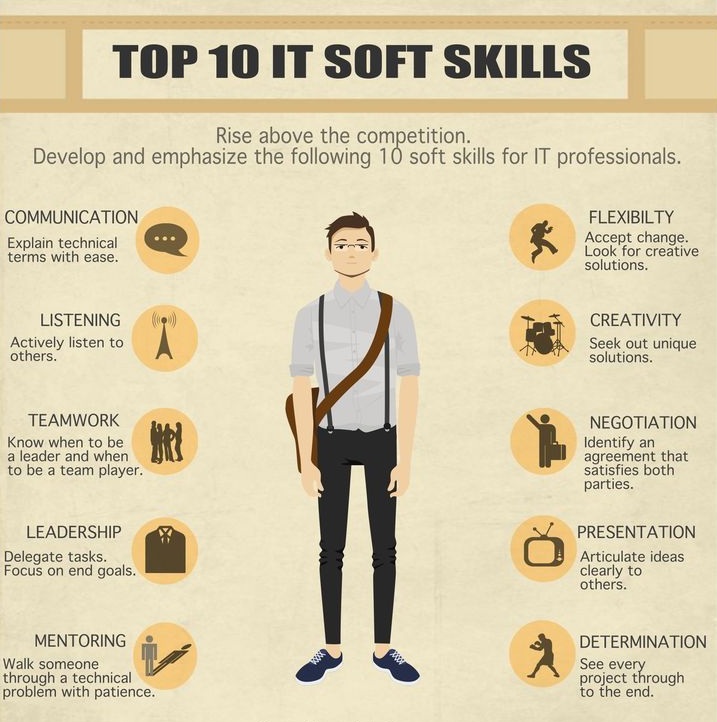 TOP 10 IT SOFT SKILLS
Rise above the competition.
Develop and emphasize the following 10 soft skills for IT professionals.
COMMUNICATION
Explain technical
terms with ease.
LISTENING
Actively listen to
others.
TEAMWORK
Know when to be
a leader and when
to be a team player.
LEADERSHIP
Delegate tasks.
Focus on end goals.
MENTORING
Walk someone
through a technical
problem with patience.
FLEXIBILTY
Accept change.
Look for creative
solutions.
CREATIVITY
Seek out unique
solutions.
NEGOTIATION
Identify an
agreement that
satisfies both
parties.
PRESENTATION
Articulate ideas
clearly to
others.
DETERMINATION
See every
project through
to the end.